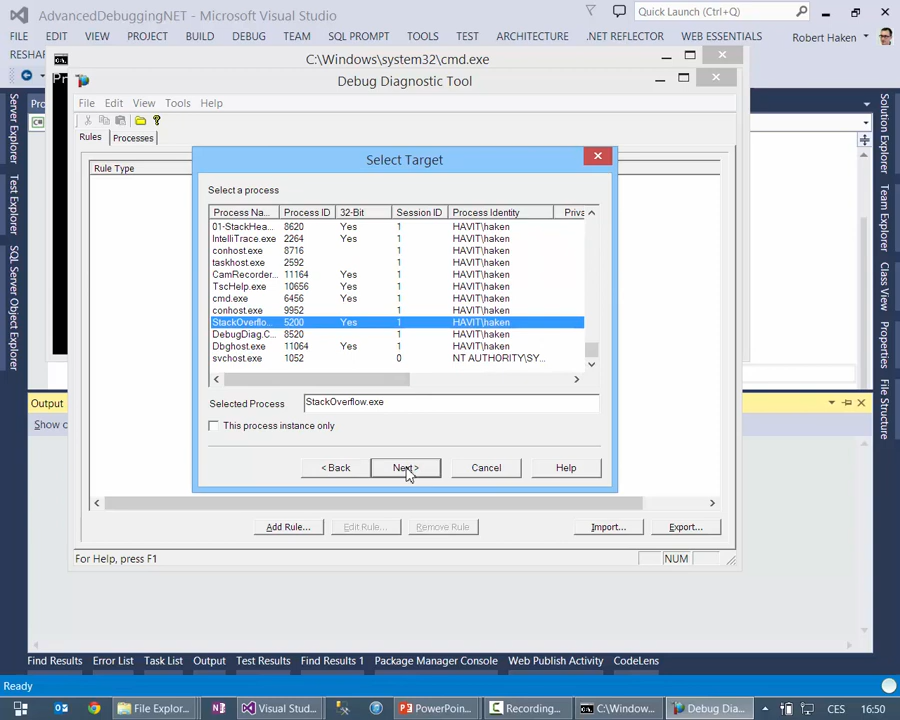 AdvancedDebuggingNET - Microsoft Visual Studio
Quick Launch (Ctrl+Q)
FILE EDIT VIEW PROJECT BUILD DEBUG TEAM SQL PROMPT TOOLS TEST ARCHITECTURE .NET REFLECTOR WEB ESSENTIALS
Robert Haken
RESHAR
C:\Windows\system32\cmd.exe
Debug Diagnostic Tool
File Edit View Tools Help
Rules Processes
Rule Type
Select Target
Select a process
Process Na... Process ID 32-Bit Session ID Process Identity Priva
01-StackHea... 8620 Yes 1 HAVIT\haken
IntelliTrace.exe 2264 Yes 1 HAVIT\haken
conhost.exe 8716 1 HAVIT\haken
taskhost.exe 2592 1 HAVIT\haken
CamRecorder... 11164 Yes 1 HAVIT\haken
TscHelp.exe 10656 Yes 1 HAVIT\haken
cmd.exe 6456 Yes 1 HAVIT\haken
conhost.exe 9952 1 HAVIT\haken
StackOverflo... 5200 Yes 1 HAVIT\haken
DebugDiag.C... 8520 1 HAVIT\haken
Dbghost.exe 11064 Yes 1 HAVIT\haken
svchost.exe 1052 0 NT AUTHORITY\SY...
Selected Process StackOverflow.exe
This process instance only
< Back Next > Cancel Help
Add Rule... Edit Rule... Remove Rule Import... Export...
For Help, press F1
NUM
Server Explorer
Test Explorer
SQL Server Object Explorer
Solution Explorer
Team Explorer
Class View
Properties
File Structure
Output
Show c
Find Results Error List Task List Output Test Results Find Results 1 Package Manager Console Web Publish Activity CodeLens
Ready
File Explor... Visual Stud... PowerPoin... Recording... C:\Window... Debug Dia... CES 16:50